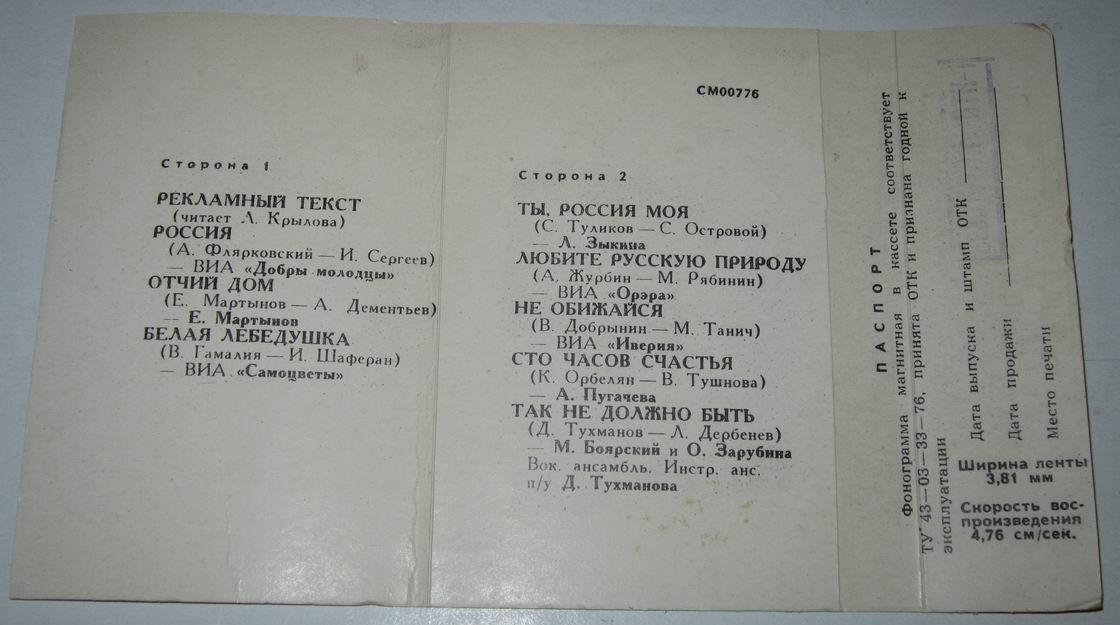 Сторона 1
РЕКЛАМНЫЙ ТЕКСТ
(читает Л. Крылова)
РОССИЯ
(А. Флярковский — И. Сергеев)
— ВИА «Добры молодцы»
ОТЧИЙ ДОМ
(Е. Мартынов — А. Дементьев)
— Е. Мартынов
БЕЛАЯ ЛЕБЕДУШКА
(В. Гамалия — И. Шаферан)
— ВИА «Самоцветы»
СМ00776
Сторона 2
ТЫ, РОССИЯ МОЯ
(С. Туликов — С. Островой)
— Л. Зыкина
ЛЮБИТЕ РУССКУЮ ПРИРОДУ
(А. Журбин — М. Рябинин)
— ВИА «Орэра»
НЕ ОБИЖАЙСЯ
(В. Добрынин — М. Танич)
— ВИА «Иверия»
СТО ЧАСОВ СЧАСТЬЯ
(К. Орбелян — В. Тушнова)
— А. Пугачева
ТАК НЕ ДОЛЖНО БЫТЬ
(Д. Тухманов — Л. Дербенев)
— М. Боярский и О. Зарубина
Вок. ансамбль. Инстр. анс.
п/у Д. Тухманова
ПАСПОРТ
Фонограмма магнитная в кассете соответствует
ТУ 43—03—33—76, принята ОТК и признана годной к
эксплуатации
Дата выпуска и штамп ОТК
Дата продажи
Место печати
Ширина ленты
3,81 мм
Скорость вос-
произведения
4,76 см/сек.